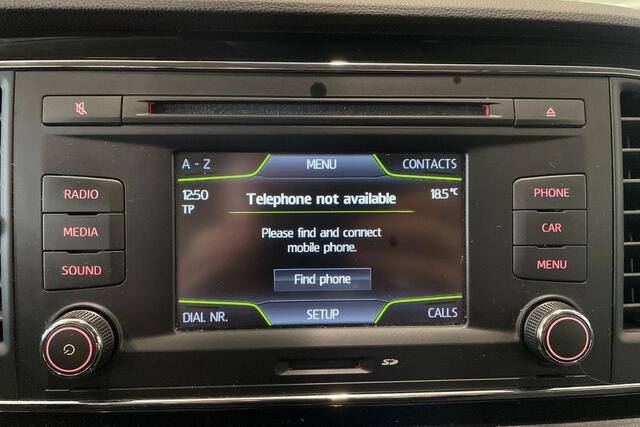 A - Z MENU CONTACTS
RADIO
12:50 Telephone not available 18.5°C
PHONE
TP
MEDIA
Please find and connect
mobile phone.
CAR
SOUND
Find phone
MENU
DIAL NR. SETUP CALLS
SD